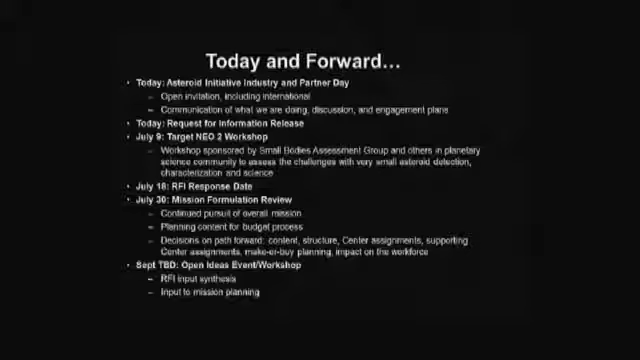 Today and Forward…
• Today: Asteroid Initiative Industry and Partner Day
– Open invitation, including international
– Communication of what we are doing, discussion, and engagement plans
• Today: Request for Information Release
• July 9: Target NEO 2 Workshop
– Workshop sponsored by Small Bodies Assessment Group and others in planetary
science community to assess the challenges with very small asteroid detection,
characterization and science
• July 18: RFI Response Date
• July 30: Mission Formulation Review
– Continued pursuit of overall mission
– Planning content for budget process
– Decisions on path forward: content, structure, Center assignments, supporting
Center assignments, make-or-buy planning, impact on the workforce
• Sept TBD: Open Ideas Event/Workshop
– RFI input synthesis
– Input to mission planning